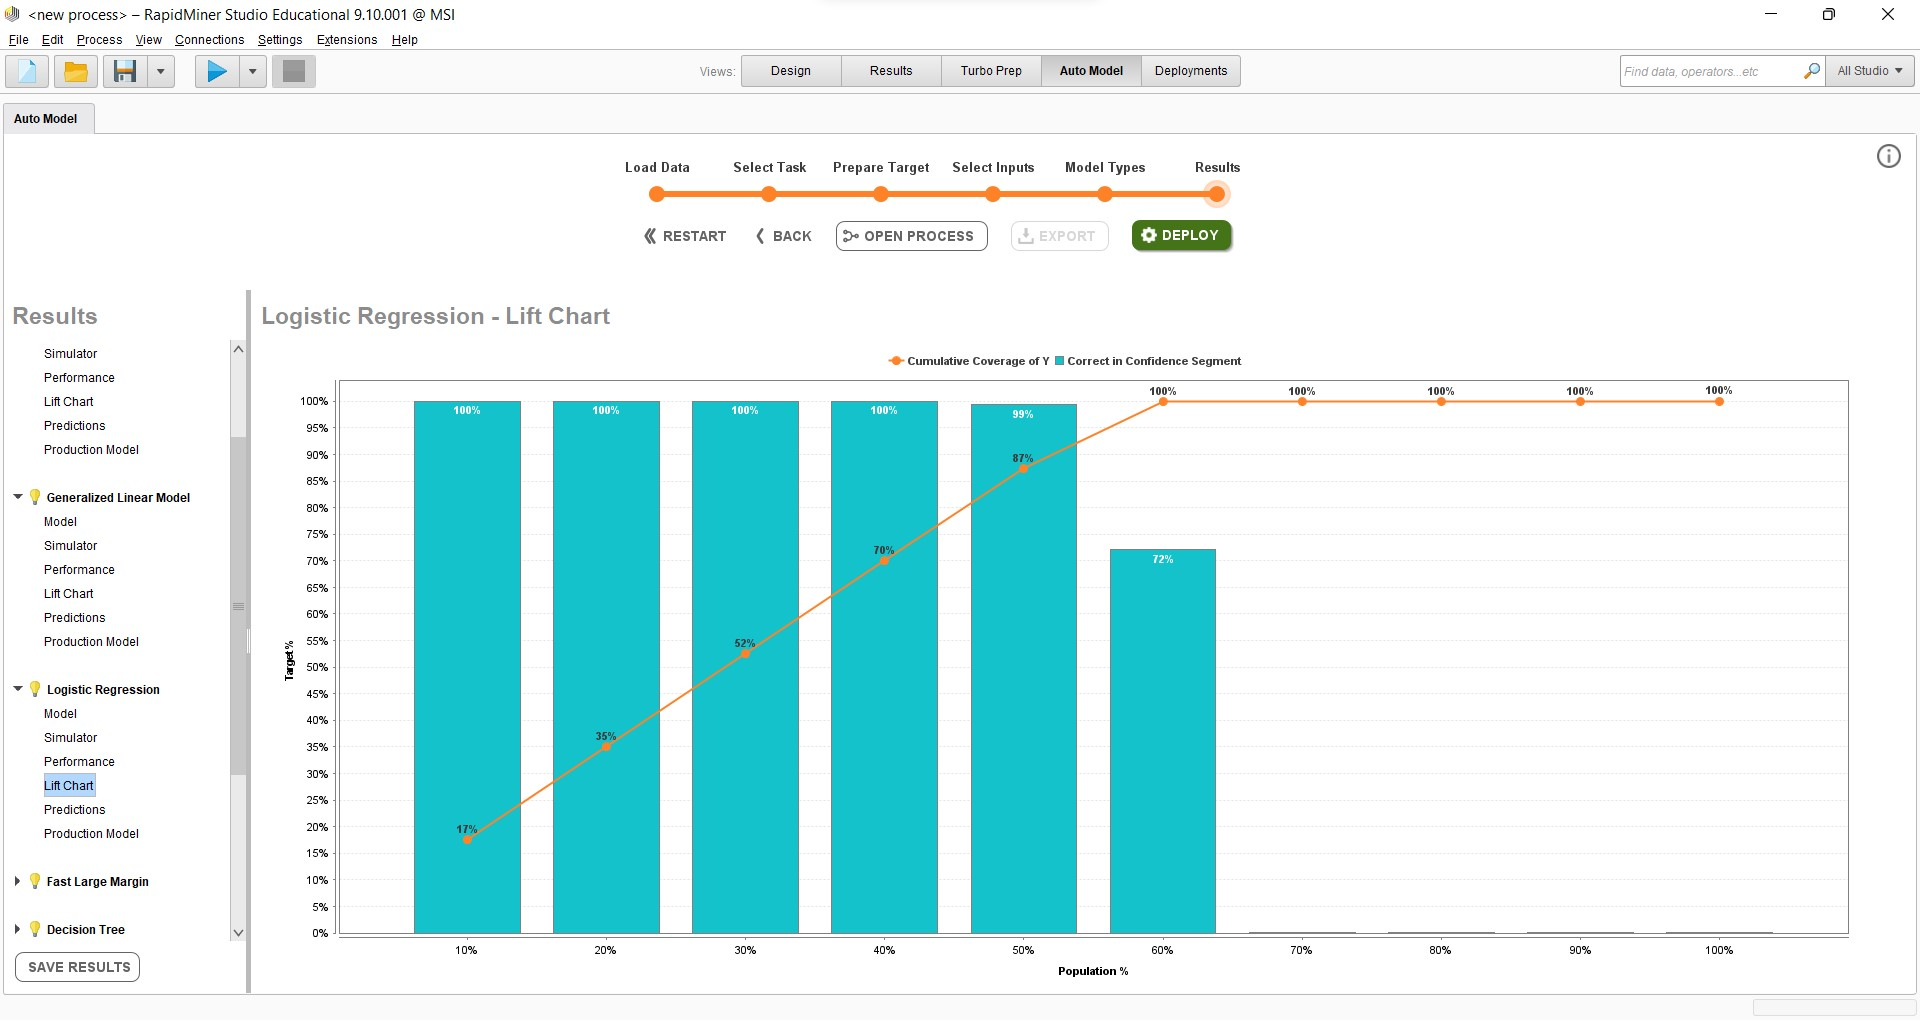 <new process> – RapidMiner Studio Educational 9.10.001 @ MSI
File Edit Process View Connections Settings Extensions Help
Views: Design Results Turbo Prep Auto Model Deployments
Find data, operators...etc All Studio
Auto Model
Load Data Select Task Prepare Target Select Inputs Model Types Results
RESTART BACK OPEN PROCESS EXPORT DEPLOY
Results
Simulator
Performance
Lift Chart
Predictions
Production Model
Generalized Linear Model
Model
Simulator
Performance
Lift Chart
Predictions
Production Model
Logistic Regression
Model
Simulator
Performance
Lift Chart
Predictions
Production Model
Fast Large Margin
Decision Tree
SAVE RESULTS
Logistic Regression - Lift Chart
Cumulative Coverage of Y Correct in Confidence Segment
100%
95%
90%
85%
80%
75%
70%
65%
60%
55%
50%
45%
40%
35%
30%
25%
20%
15%
10%
5%
0%
Target %
100% 100% 100% 100% 99% 72%
17% 35% 52% 70% 87% 100% 100% 100% 100% 100%
10% 20% 30% 40% 50% 60% 70% 80% 90% 100%
Population %